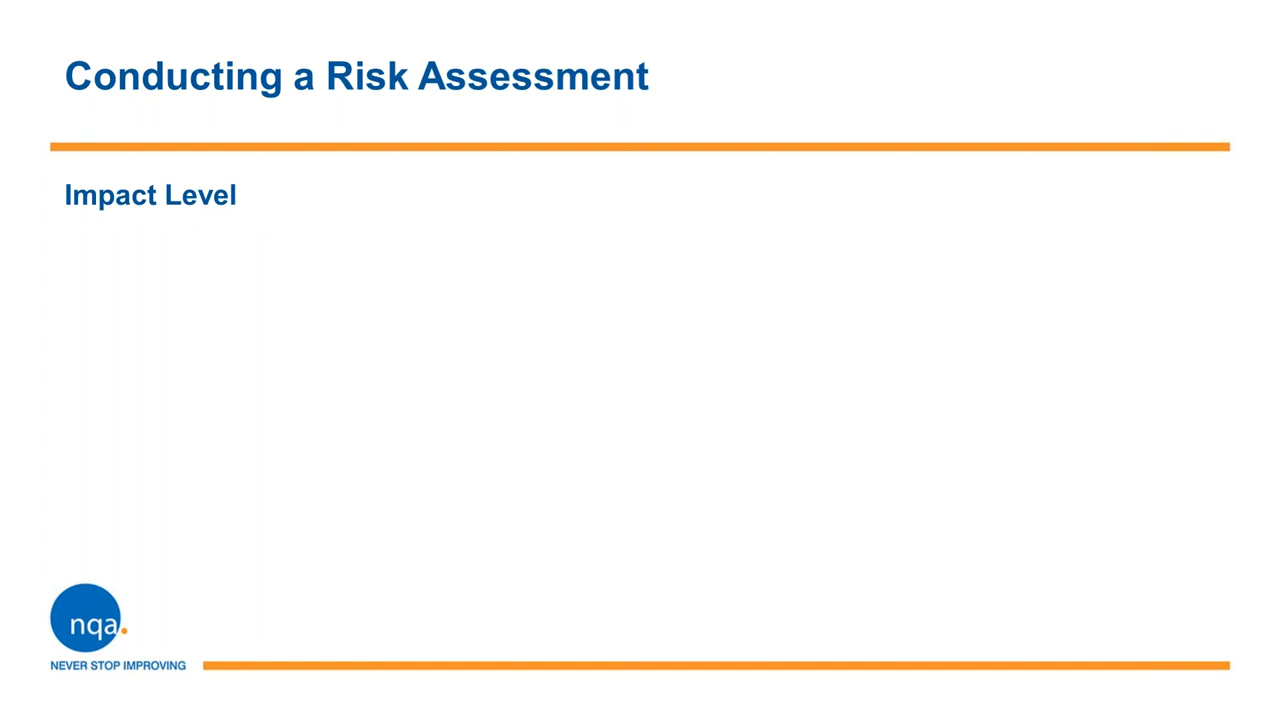 Conducting a Risk Assessment
Impact Level
nqa.
NEVER STOP IMPROVING